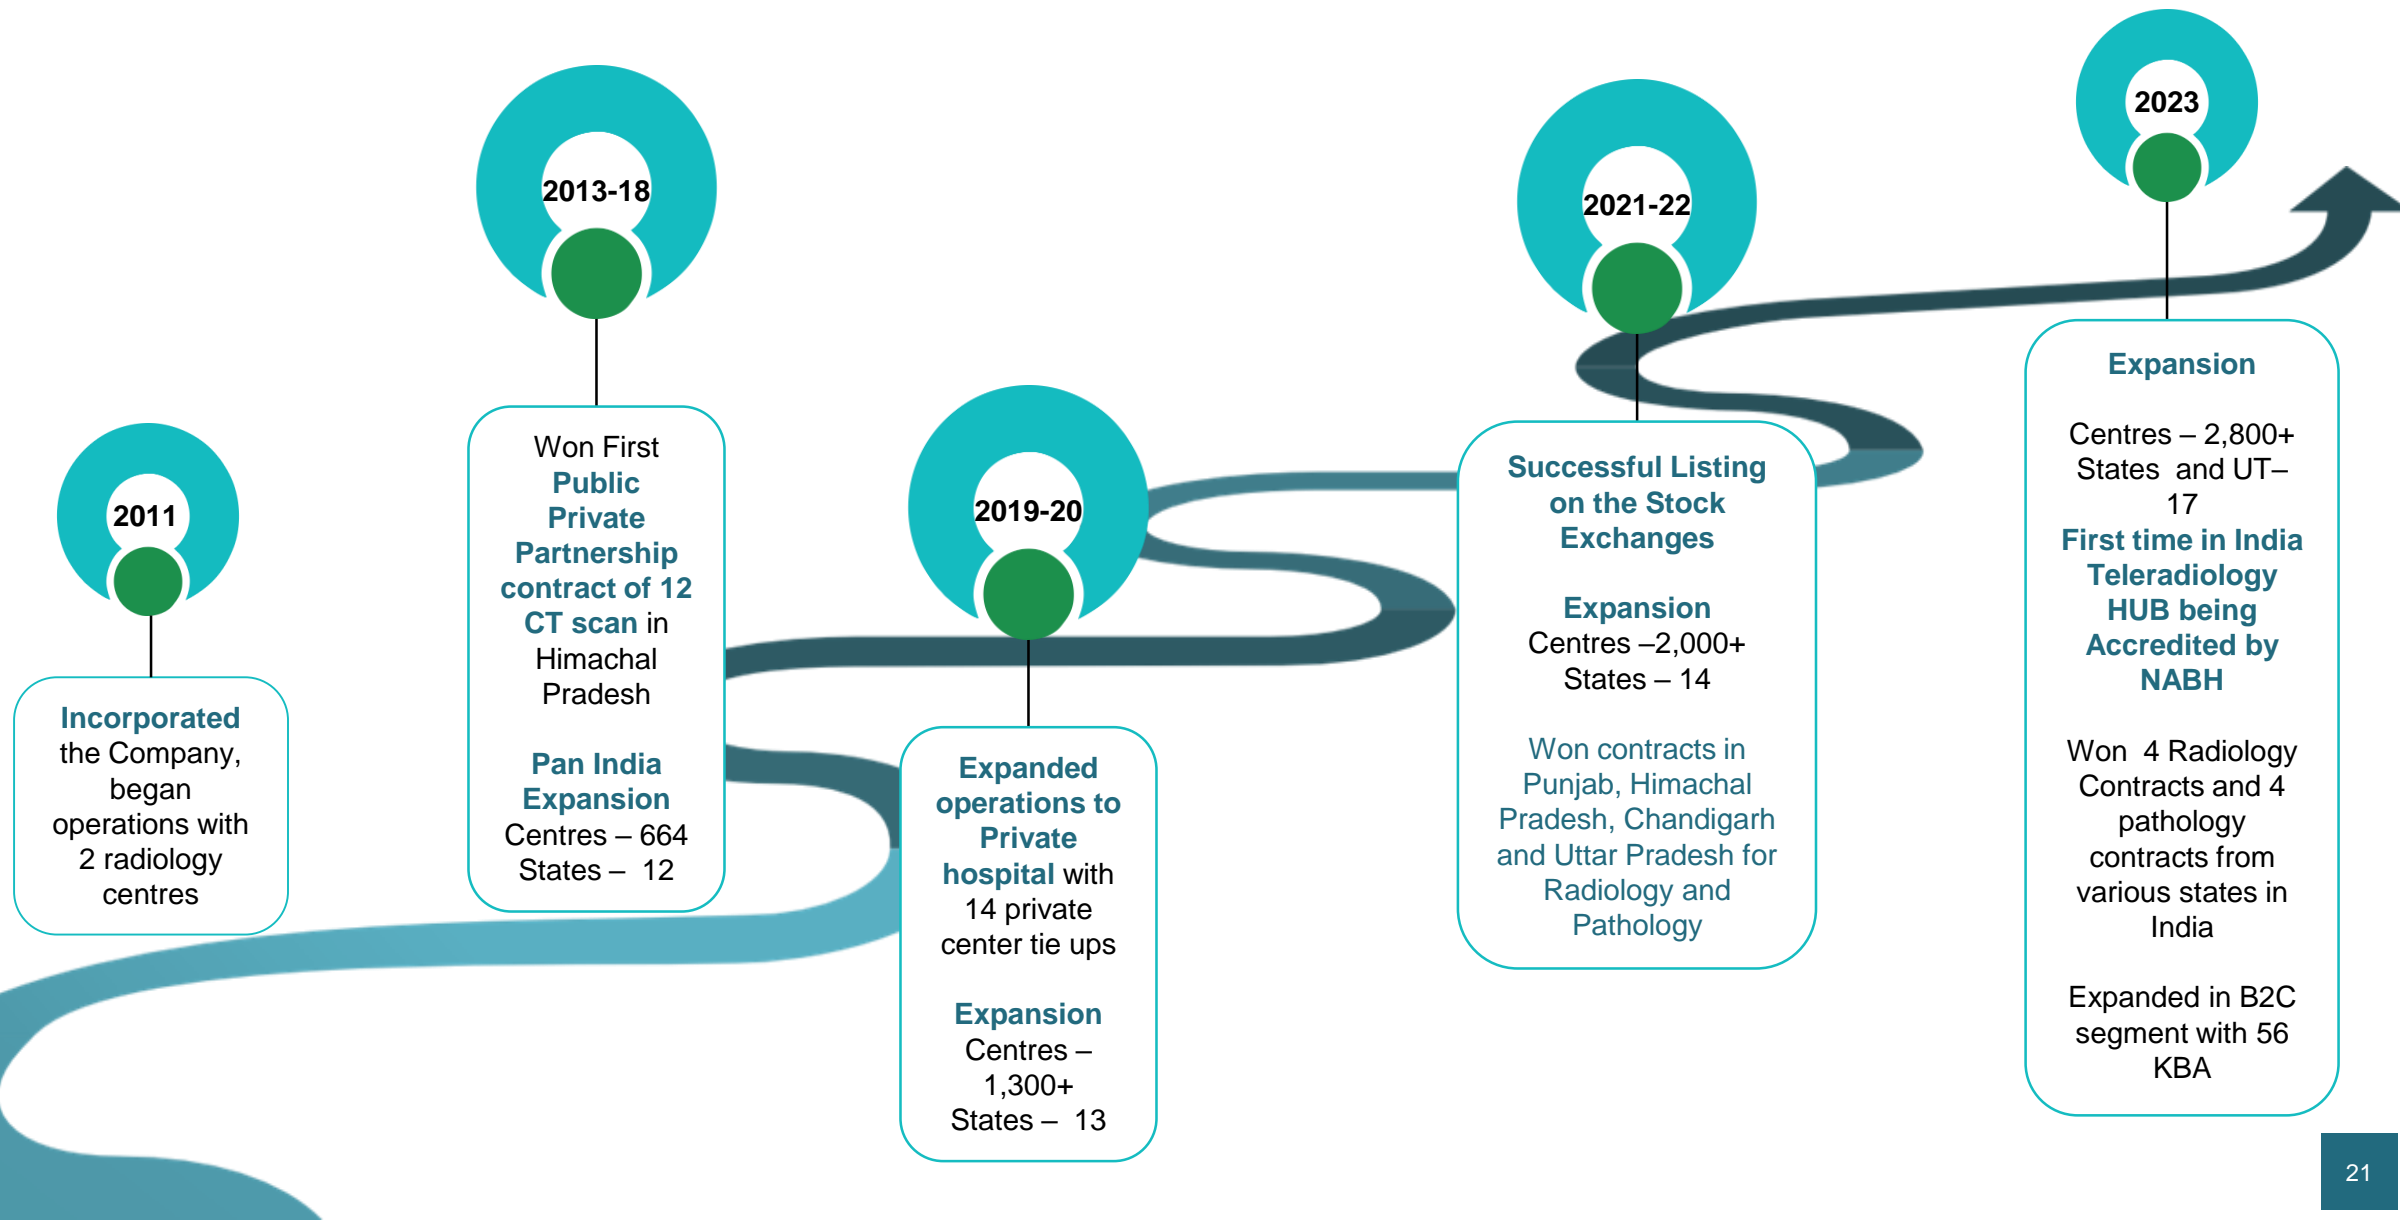 2011
Incorporated
the Company,
began
operations with
2 radiology
centres
2013-18
Won First
Public
Private
Partnership
contract of 12
CT scan in
Himachal
Pradesh
Pan India
Expansion
Centres – 664
States –  12
2019-20
Expanded
operations to
Private
hospital with
14 private
center tie ups
Expansion
Centres –
1,300+
States –  13
2021-22
Successful Listing
on the Stock
Exchanges
Expansion
Centres –2,000+
States – 14
Won contracts in
Punjab, Himachal
Pradesh, Chandigarh
and Uttar Pradesh for
Radiology and
Pathology
2023
Expansion
Centres – 2,800+
States  and UT–
17
First time in India
Teleradiology
HUB being
Accredited by
NABH
Won  4 Radiology
Contracts and 4
pathology
contracts from
various states in
India
Expanded in B2C
segment with 56
KBA
21